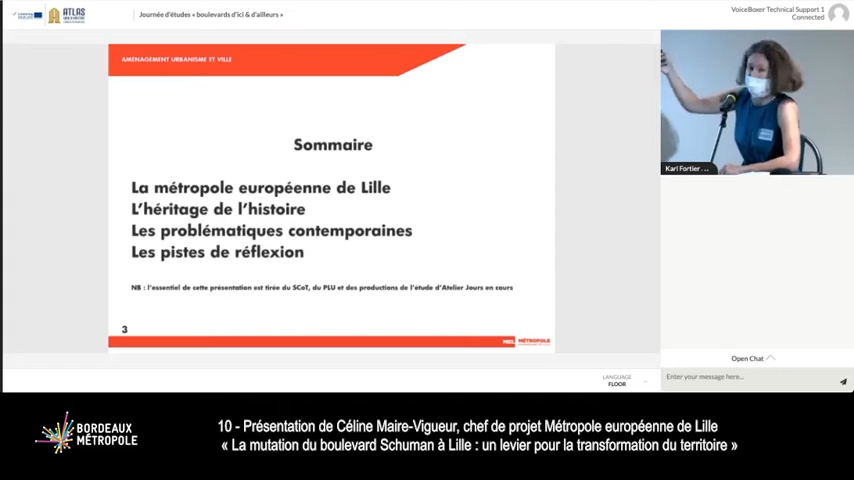 ATLAS
Journée d'études « boulevards d'ici & d'ailleurs »
VoiceBoxer Technical Support 1
Connected
AMÉNAGEMENT URBANISME ET VILLE
Sommaire
La métropole européenne de Lille
L'héritage de l'histoire
Les problématiques contemporaines
Les pistes de réflexion
NB : l'essentiel de cette présentation est tirée du SCoT, du PLU et des productions de l'étude d'Atelier Jours en cours
3
MEL MÉTROPOLE
Karl Fortier ...
Open Chat
Enter your message here...
LANGUAGE
FLOOR
BORDEAUX
MÉTROPOLE
10 - Présentation de Céline Maire-Vigueur, chef de projet Métropole européenne de Lille
« La mutation du boulevard Schuman à Lille : un levier pour la transformation du territoire »